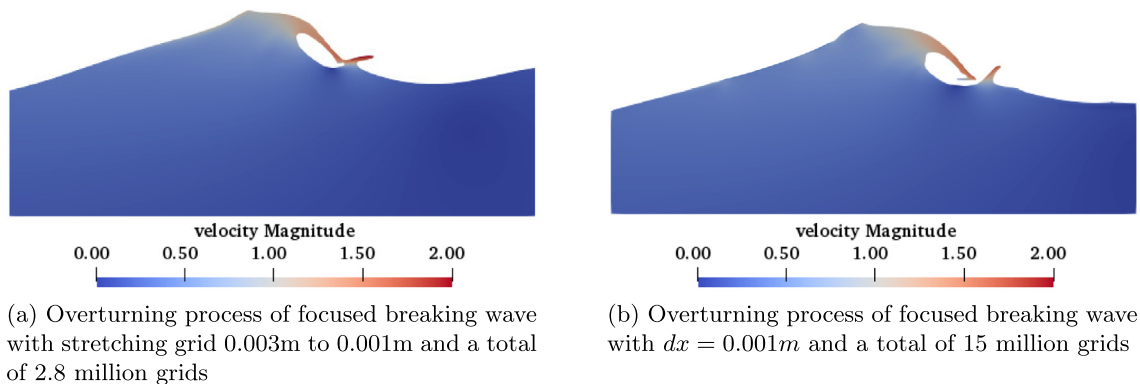 velocity Magnitude
0.00 0.50 1.00 1.50 2.00
(a) Overturning process of focused breaking wave
with stretching grid 0.003m to 0.001m and a total
of 2.8 million grids
velocity Magnitude
0.00 0.50 1.00 1.50 2.00
(b) Overturning process of focused breaking wave
with dx = 0.001m and a total of 15 million grids